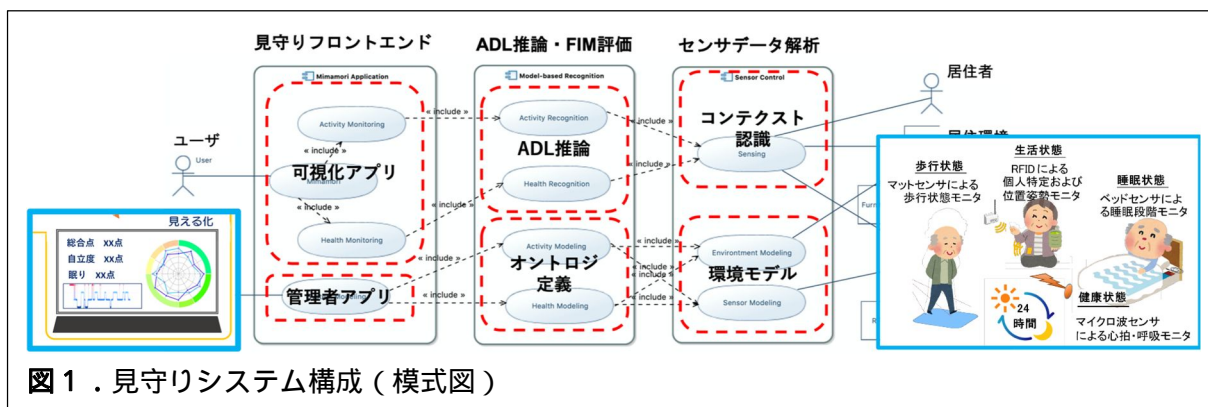 見守りフロントエンド
ADL推論・FIM評価
センサデータ解析
Mimamori Application
Model-based Recognition
Sensor Control
居住者
ユーザ
User
Activity Monitoring
« include »
Activity Recognition
« include »
コンテクスト
認識
Sensing
« include »
可視化アプリ
ADL推論
« include »
Health Recognition
« include »
Health Monitoring
« include »
Activity Modeling
« include »
Environment Modeling
管理者アプリ
« include »
オントロジ
定義
« include »
« include »
環境モデル
Health Modeling
« include »
Sensor Modeling
見える化
総合点 xx点
自立度 xx点
眠り xx点
生活状態
歩行状態
RFIDによる
個人特定および
位置姿勢モニタ
マットセンサによる
歩行状態モニタ
睡眠状態
ベッドセンサによ
る睡眠段階モニタ
24
時間
健康状態
マイクロ波センサ
による心拍・呼吸モニタ
図1．見守りシステム構成（模式図）